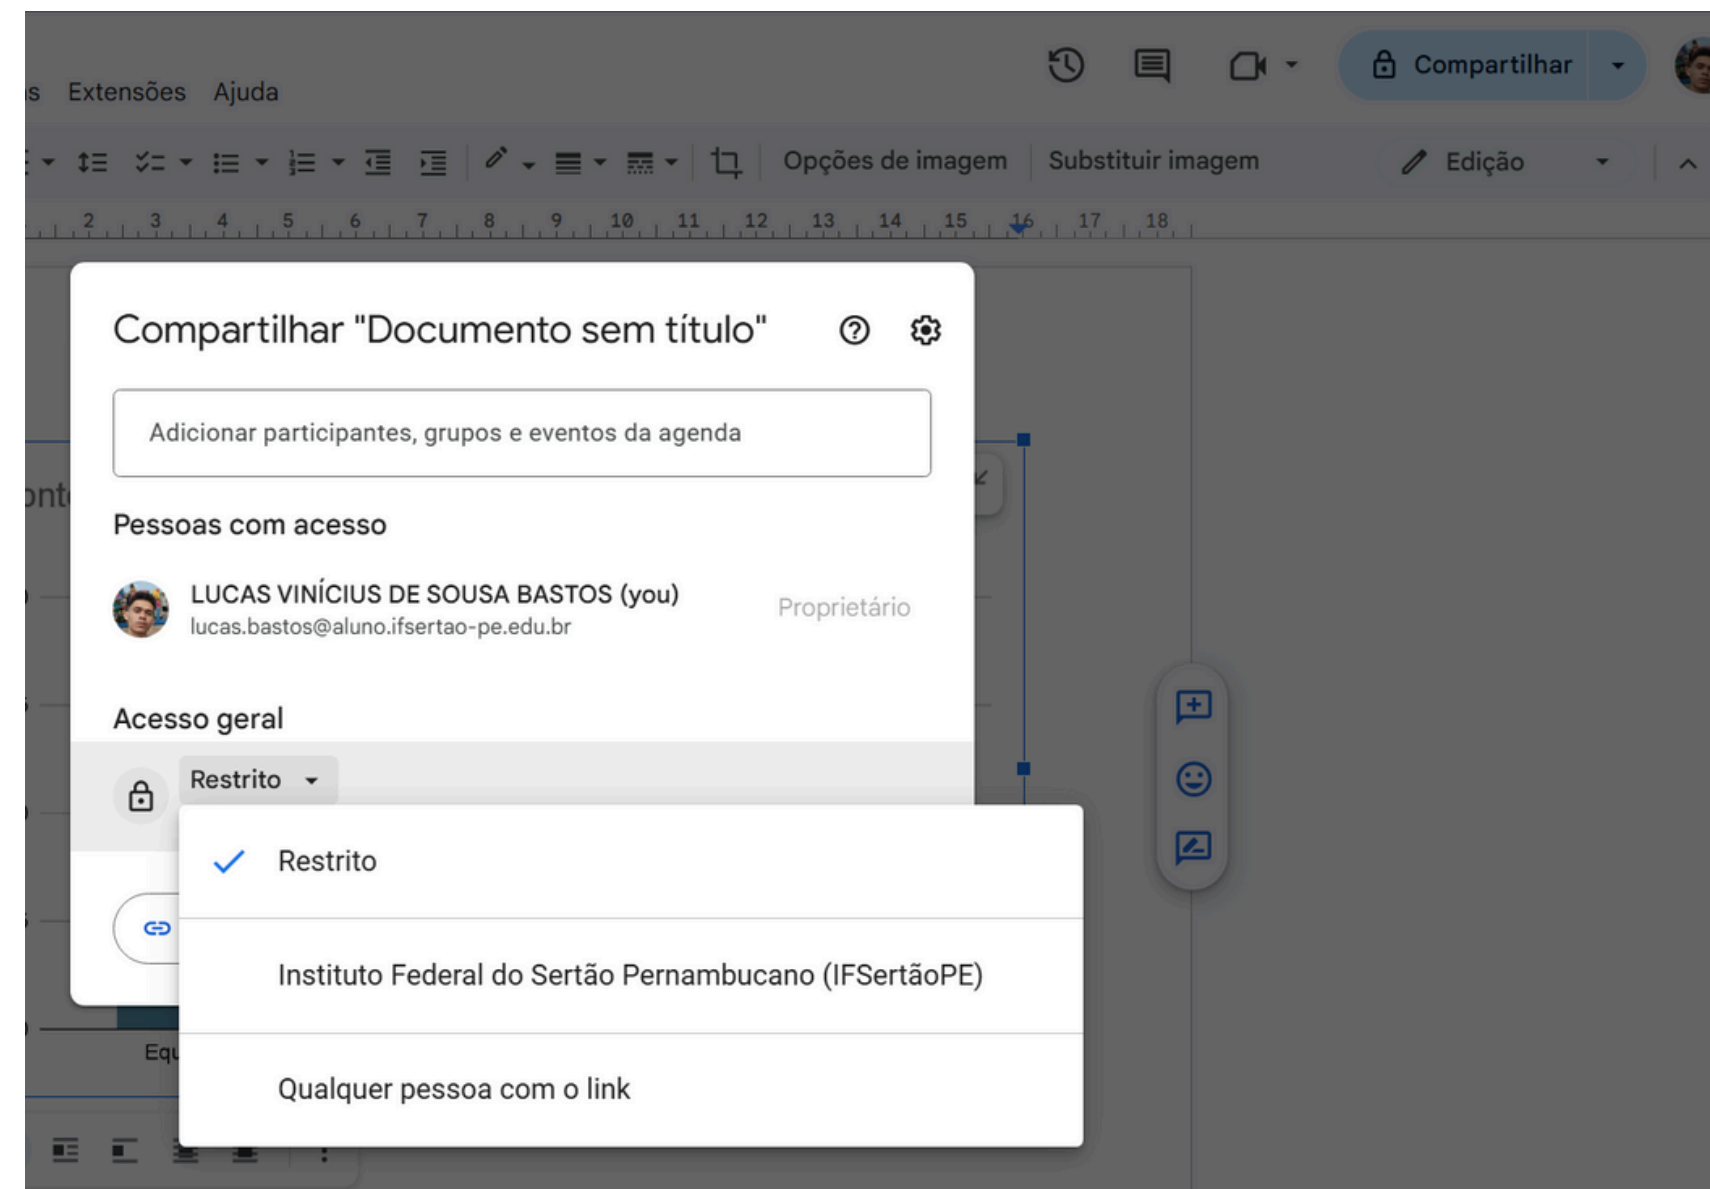 Compartilhar
Extensões Ajuda
Opções de imagem Substituir imagem Edição
2 3 4 5 6 7 8 9 10 11 12 13 14 15 16 17 18
Compartilhar "Documento sem título"
Adicionar participantes, grupos e eventos da agenda
Pessoas com acesso
LUCAS VINÍCIUS DE SOUSA BASTOS (you)
lucas.bastos@aluno.ifsertao-pe.edu.br
Proprietário
Acesso geral
Restrito
Restrito
Instituto Federal do Sertão Pernambucano (IFSertãoPE)
Qualquer pessoa com o link